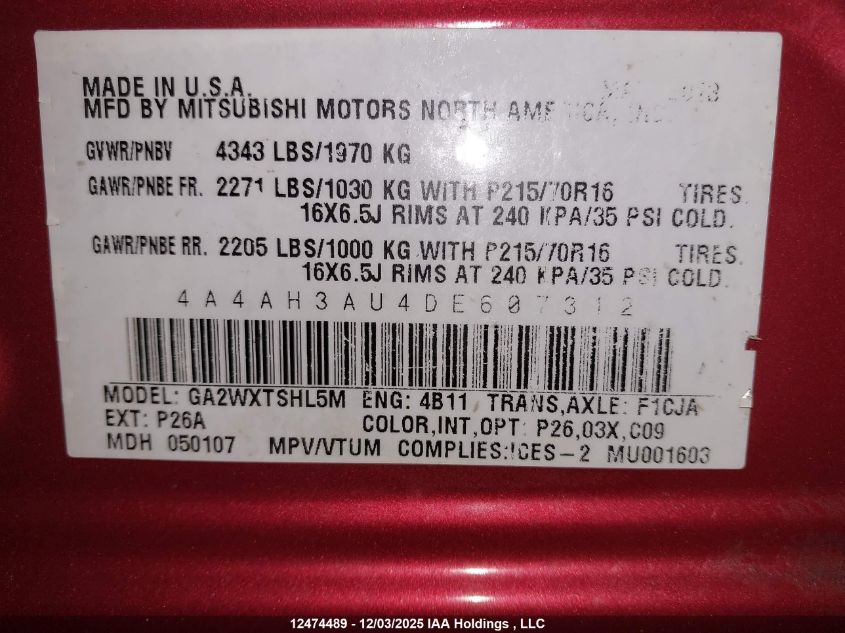 MADE IN U.S.A.
MFD BY MITSUBISHI MOTORS NORTH AMERICA, INC.
GVWR/PNBV 4343 LBS/1970 KG
GAWR/PNBE FR. 2271 LBS/1030 KG WITH P215/70R16 TIRES.
16X6.5J RIMS AT 240 KPA/35 PSI COLD.
GAWR/PNBE RR. 2205 LBS/1000 KG WITH P215/70R16 TIRES.
16X6.5J RIMS AT 240 KPA/35 PSI COLD.
4A4AH3AU4DE607312
MODEL: GA2WXTSHL5M ENG: 4B11, TRANS,AXLE: F1CJA
EXT: P26A COLOR,INT,OPT: P26,03X,C09
MDH 050107 MPV/VTUM COMPLIES:ICES-2 MU001603
12474489 - 12/03/2025 IAA Holdings , LLC